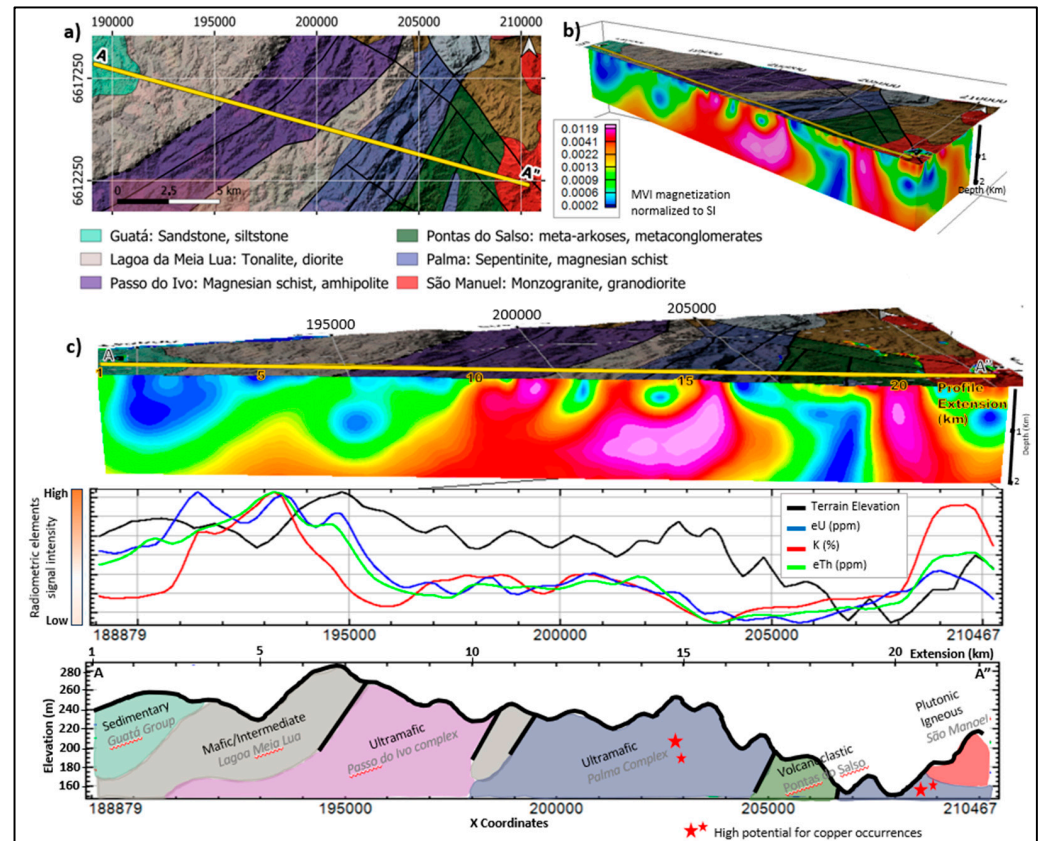 190000 195000 200000 205000 210000
a)
b)
A
6617250
6612250
A''
0 2,5 5 km
0.0119
0.0041
0.0022
0.0013
0.0009
0.0006
0.0002
MVI magnetization
normalized to SI
1
2
Depth (Km)
Guatá: Sandstone, siltstone
Lagoa da Meia Lua: Tonalite, diorite
Passo do Ivo: Magnesian schist, amhipolite
Pontas do Salso: meta-arkoses, metaconglomerates
Palma: Sepentinite, magnesian schist
São Manuel: Monzogranite, granodiorite
c)
195000 200000 205000
A
A''
1 5 10 15 20
Profile
Extension
(km)
1
2
Depth (Km)
High
Low
Radiometric elements
signal intensity
Terrain Elevation
eU (ppm)
K (%)
eTh (ppm)
188879 195000 200000 205000 210467
1 5 10 15 20 Extension (km)
A
A''
280
260
240
220
200
180
160
Elevation (m)
Sedimentary
Guatá Group
Mafic/Intermediate
Lagoa Meia Lua
Ultramafic
Passo do Ivo complex
Ultramafic
Palma Complex
Volcanoclastic
Pontas do Salso
Plutonic
Igneous
São Manoel
188879 195000 200000 205000 210467
X Coordinates
High potential for copper occurrences